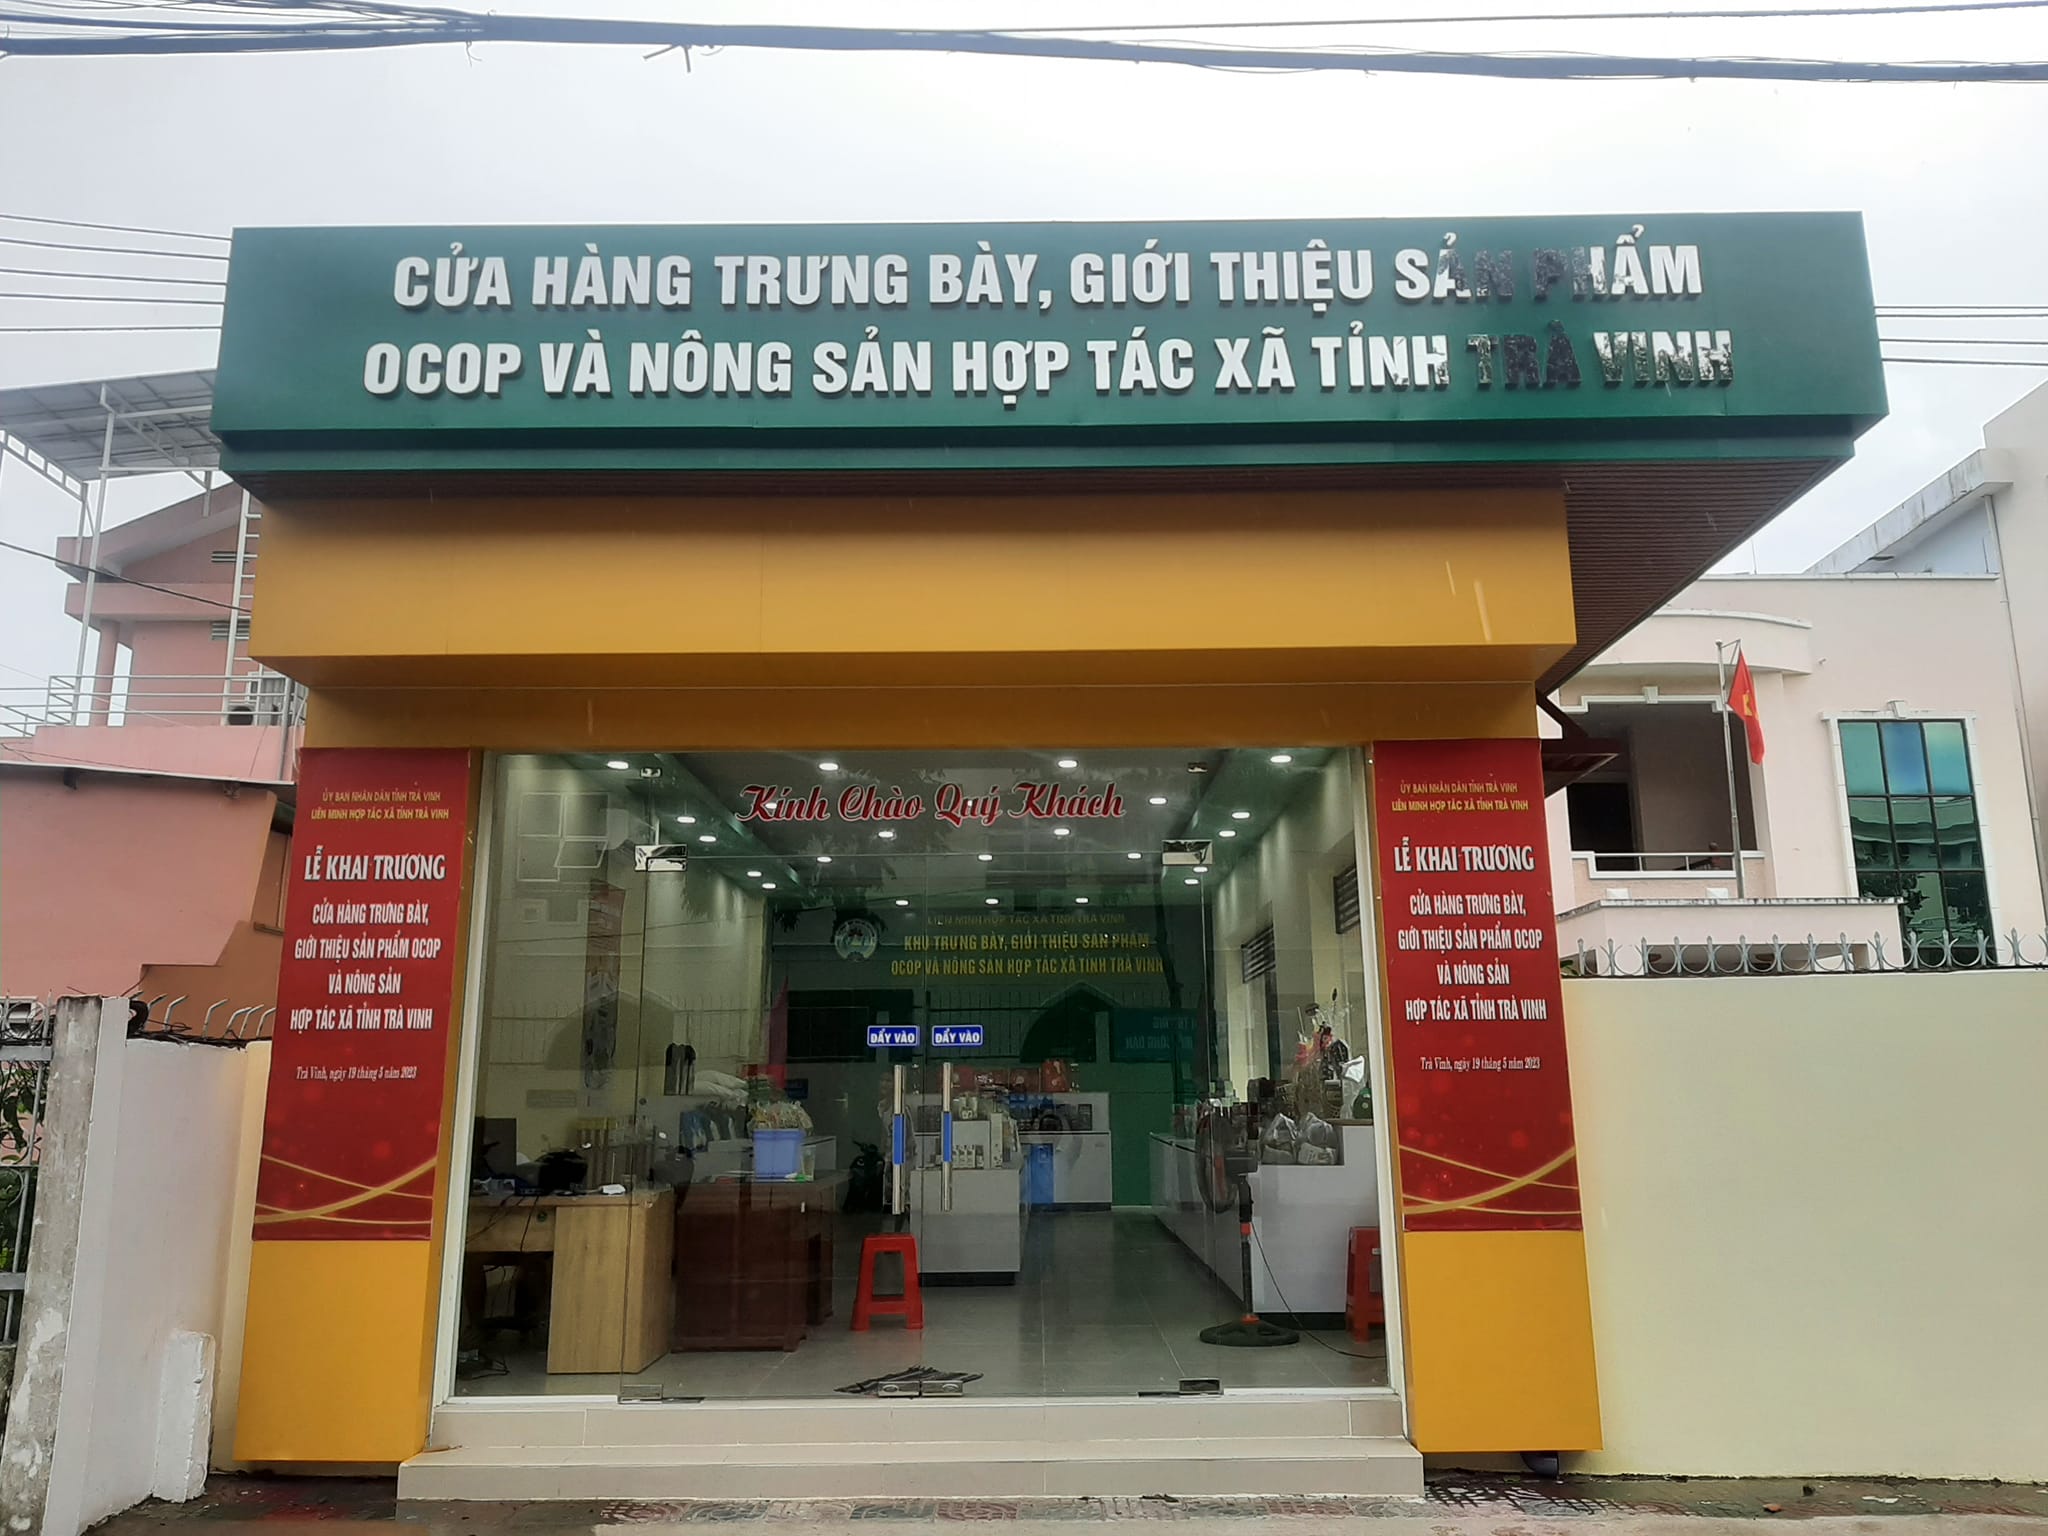 CỬA HÀNG TRƯNG BÀY, GIỚI THIỆU SẢN PHẨM
OCOP VÀ NÔNG SẢN HỢP TÁC XÃ TỈNH TRÀ VINH
ỦY BAN NHÂN DÂN TỈNH TRÀ VINH
LIÊN MINH HỢP TÁC XÃ TỈNH TRÀ VINH
LỄ KHAI TRƯƠNG
CỬA HÀNG TRƯNG BÀY,
GIỚI THIỆU SẢN PHẨM OCOP
VÀ NÔNG SẢN
HỢP TÁC XÃ TỈNH TRÀ VINH
Trà Vinh, ngày 19 tháng 5 năm 2023
Kính Chào Quý Khách
LIÊN MINH HỢP TÁC XÃ TỈNH TRÀ VINH
KHU TRƯNG BÀY, GIỚI THIỆU SẢN PHẨM
OCOP VÀ NÔNG SẢN HỢP TÁC XÃ TỈNH TRÀ VINH
ĐẨY VÀO
ĐẨY VÀO
ỦY BAN NHÂN DÂN TỈNH TRÀ VINH
LIÊN MINH HỢP TÁC XÃ TỈNH TRÀ VINH
LỄ KHAI TRƯƠNG
CỬA HÀNG TRƯNG BÀY,
GIỚI THIỆU SẢN PHẨM OCOP
VÀ NÔNG SẢN
HỢP TÁC XÃ TỈNH TRÀ VINH
Trà Vinh, ngày 19 tháng 5 năm 2023